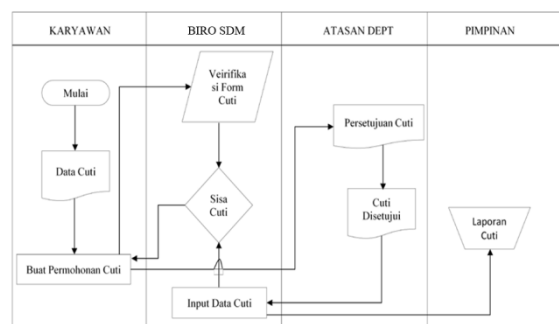 KARYAWAN
BIRO SDM
ATASAN DEPT
PIMPINAN
Mulai
Data Cuti
Buat Permohonan Cuti
Veirifika
si Form
Cuti
Sisa
Cuti
Input Data Cuti
Persetujuan Cuti
Cuti
Disetujui
Laporan
Cuti